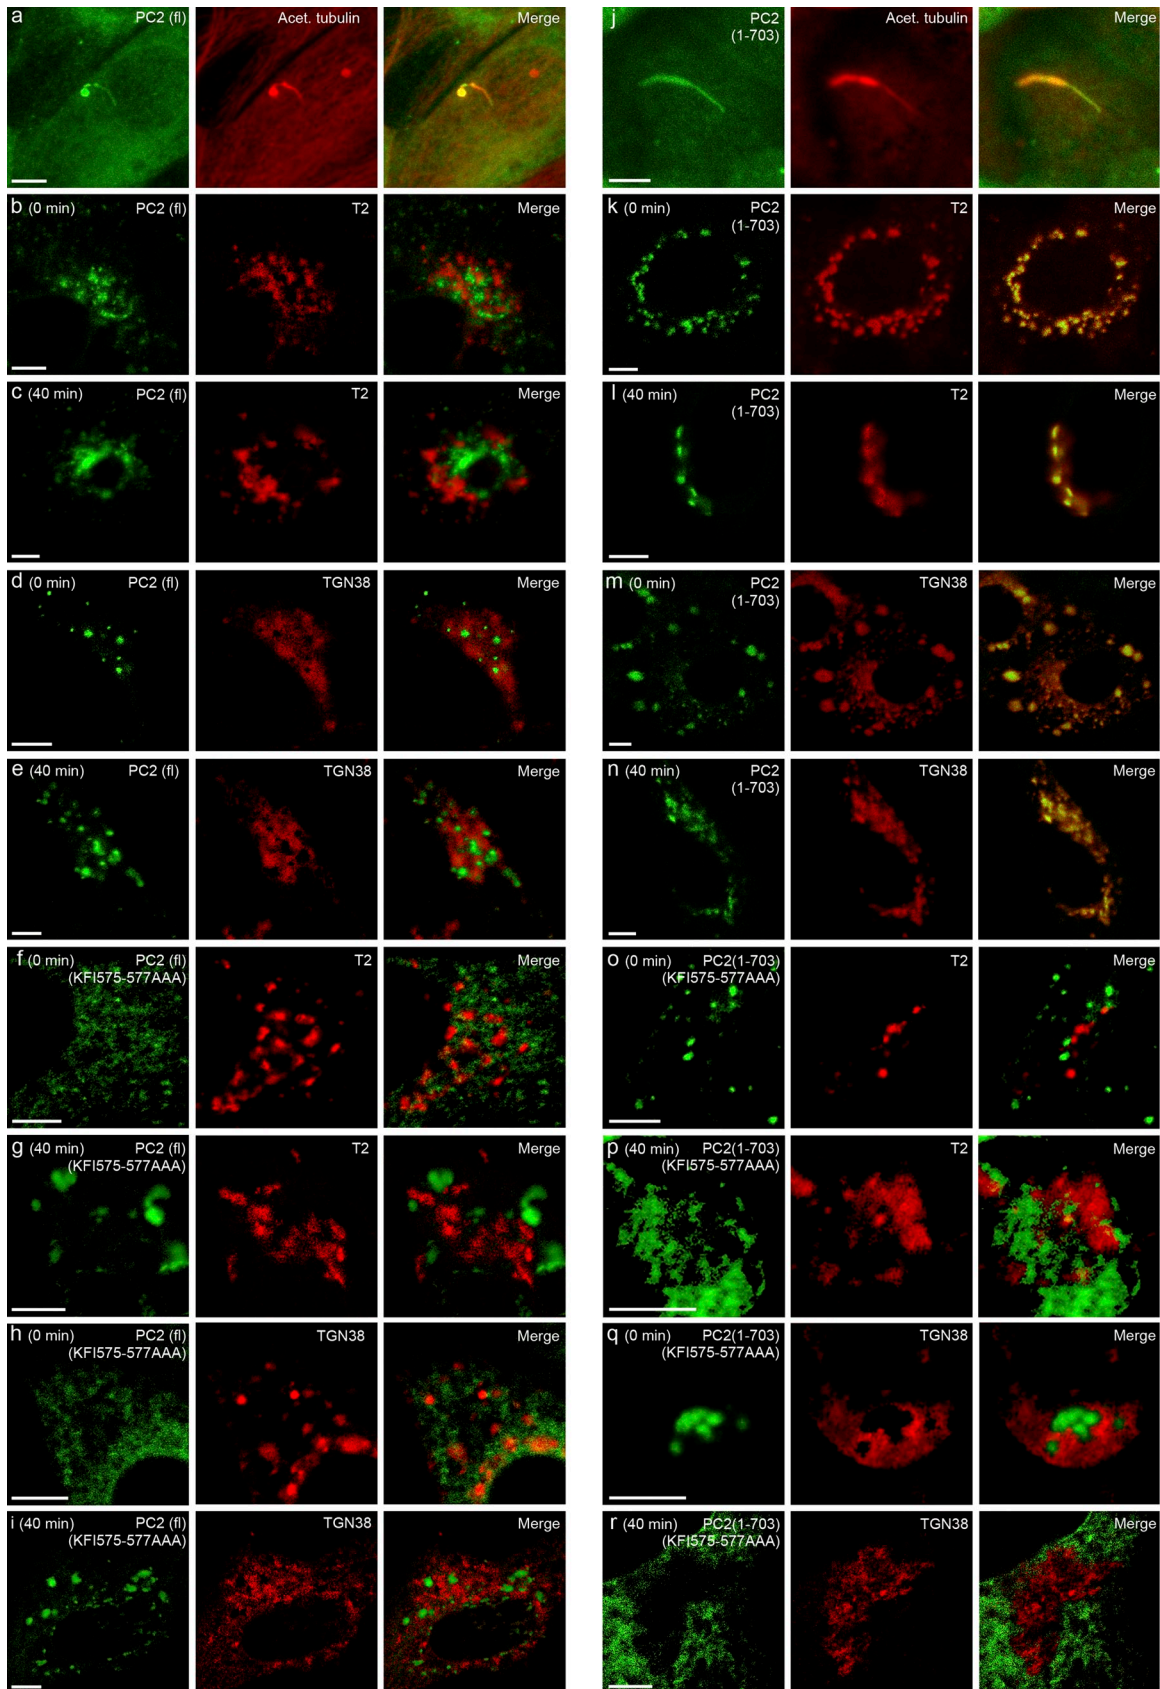 a PC2 (fl) Acet. tubulin Merge
b (0 min) PC2 (fl) T2 Merge
c (40 min) PC2 (fl) T2 Merge
d (0 min) PC2 (fl) TGN38 Merge
e (40 min) PC2 (fl) TGN38 Merge
f (0 min) PC2 (fl) T2 Merge
(KFI575-577AAA)
g (40 min) PC2 (fl) T2 Merge
(KFI575-577AAA)
h (0 min) PC2 (fl) TGN38 Merge
(KFI575-577AAA)
i (40 min) PC2 (fl) TGN38 Merge
(KFI575-577AAA)
j PC2 Acet. tubulin Merge
(1-703)
k (0 min) PC2 T2 Merge
(1-703)
l (40 min) PC2 T2 Merge
(1-703)
m (0 min) PC2 TGN38 Merge
(1-703)
n (40 min) PC2 TGN38 Merge
(1-703)
o (0 min) PC2(1-703) T2 Merge
(KFI575-577AAA)
p (40 min) PC2(1-703) T2 Merge
(KFI575-577AAA)
q (0 min) PC2(1-703) TGN38 Merge
(KFI575-577AAA)
r (40 min) PC2(1-703) TGN38 Merge
(KFI575-577AAA)